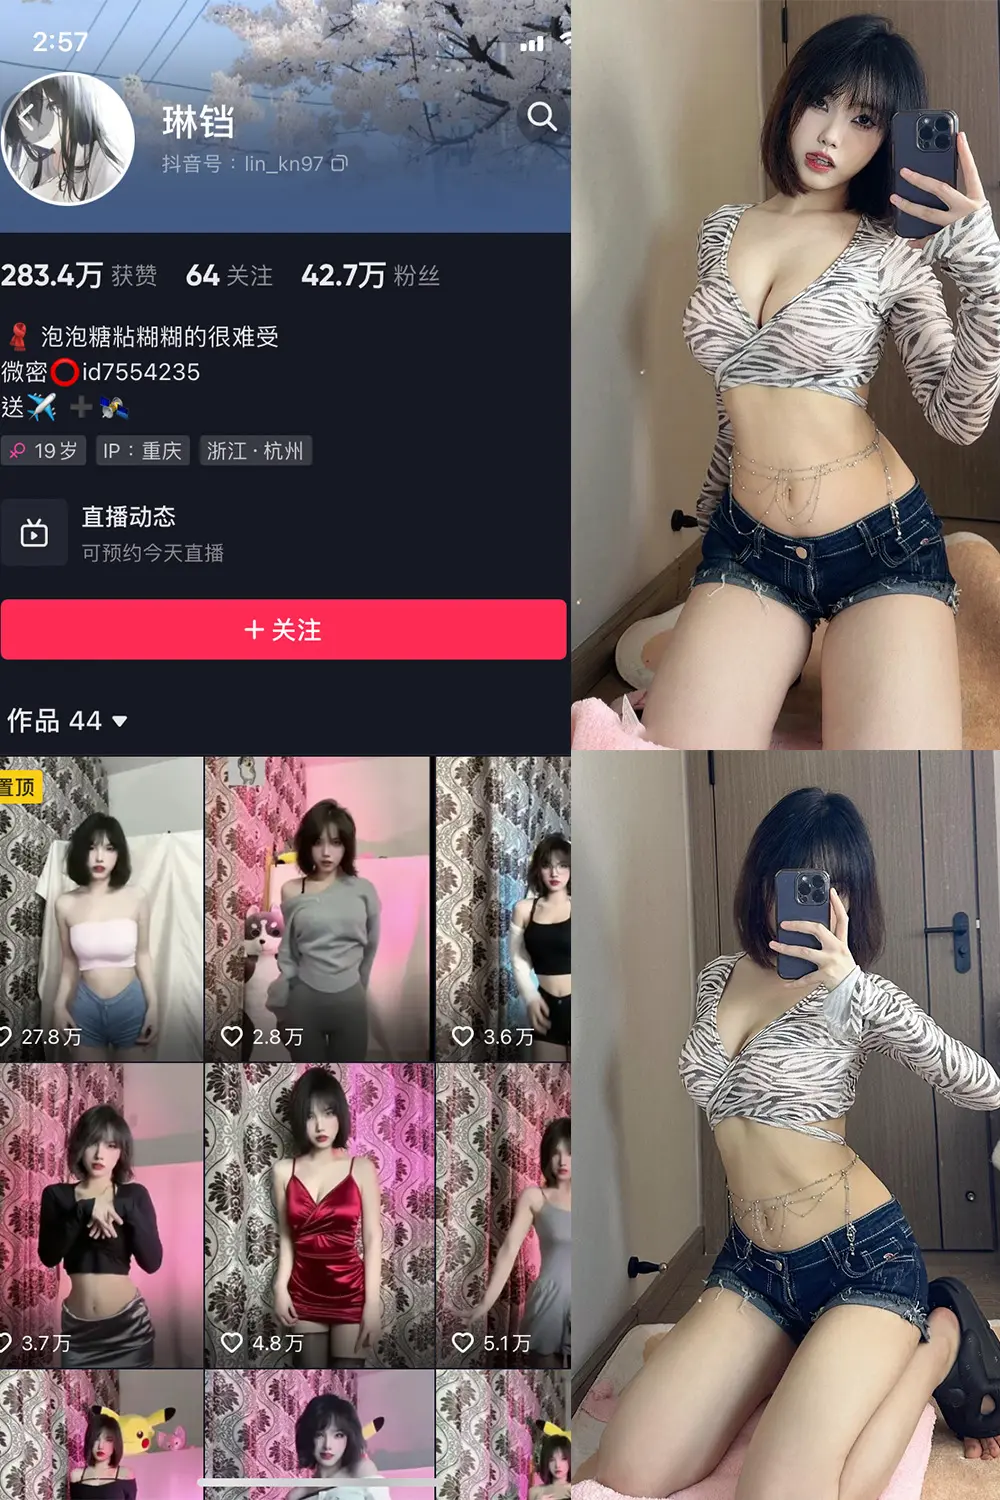 2:57
琳铛
抖音号：lin_kn97
283.4万 获赞 64 关注 42.7万 粉丝
泡泡糖粘糊糊的很难受
微密⭕id7554235
送✈️➕🛰️
19岁 IP：重庆 浙江·杭州
直播动态
可预约今天直播
+ 关注
作品 44
置顶
27.8万 2.8万 3.6万
3.7万 4.8万 5.1万